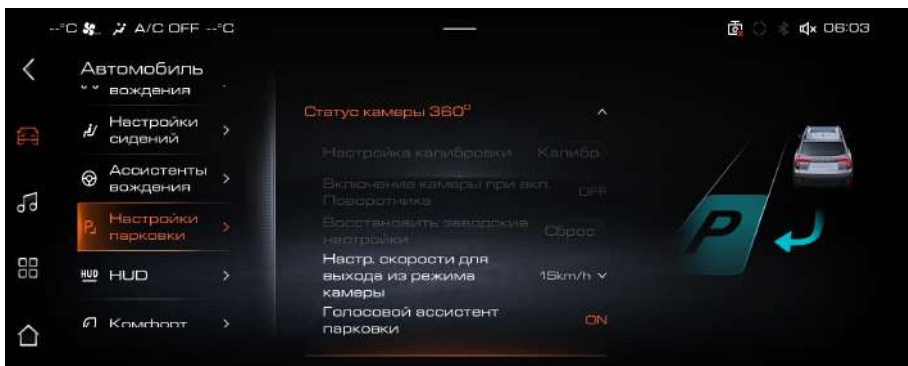 --°C A/C OFF --°C
06:03
Автомобиль
вождения
Настройки
сидений
Ассистенты
вождения
Настройки
парковки
HUD HUD
Комфорт
Статус камеры 360°
Настройка калибровки Калибр.
Включение камеры при вкл. OFF
Поворотника
Восстановить заводские Сброс
настройки
Настр. скорости для
выхода из режима 15km/h
камеры
Голосовой ассистент
парковки ON
P